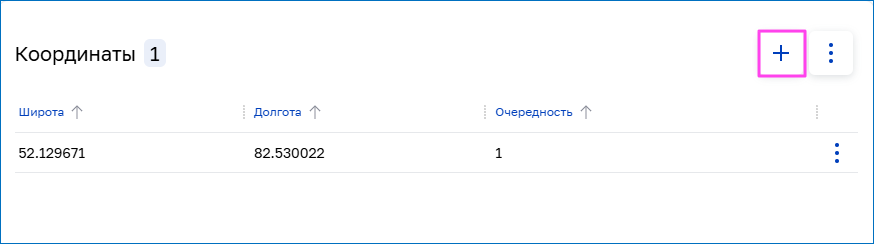 Координаты 1
Широта Долгота Очередность
52.129671 82.530022 1